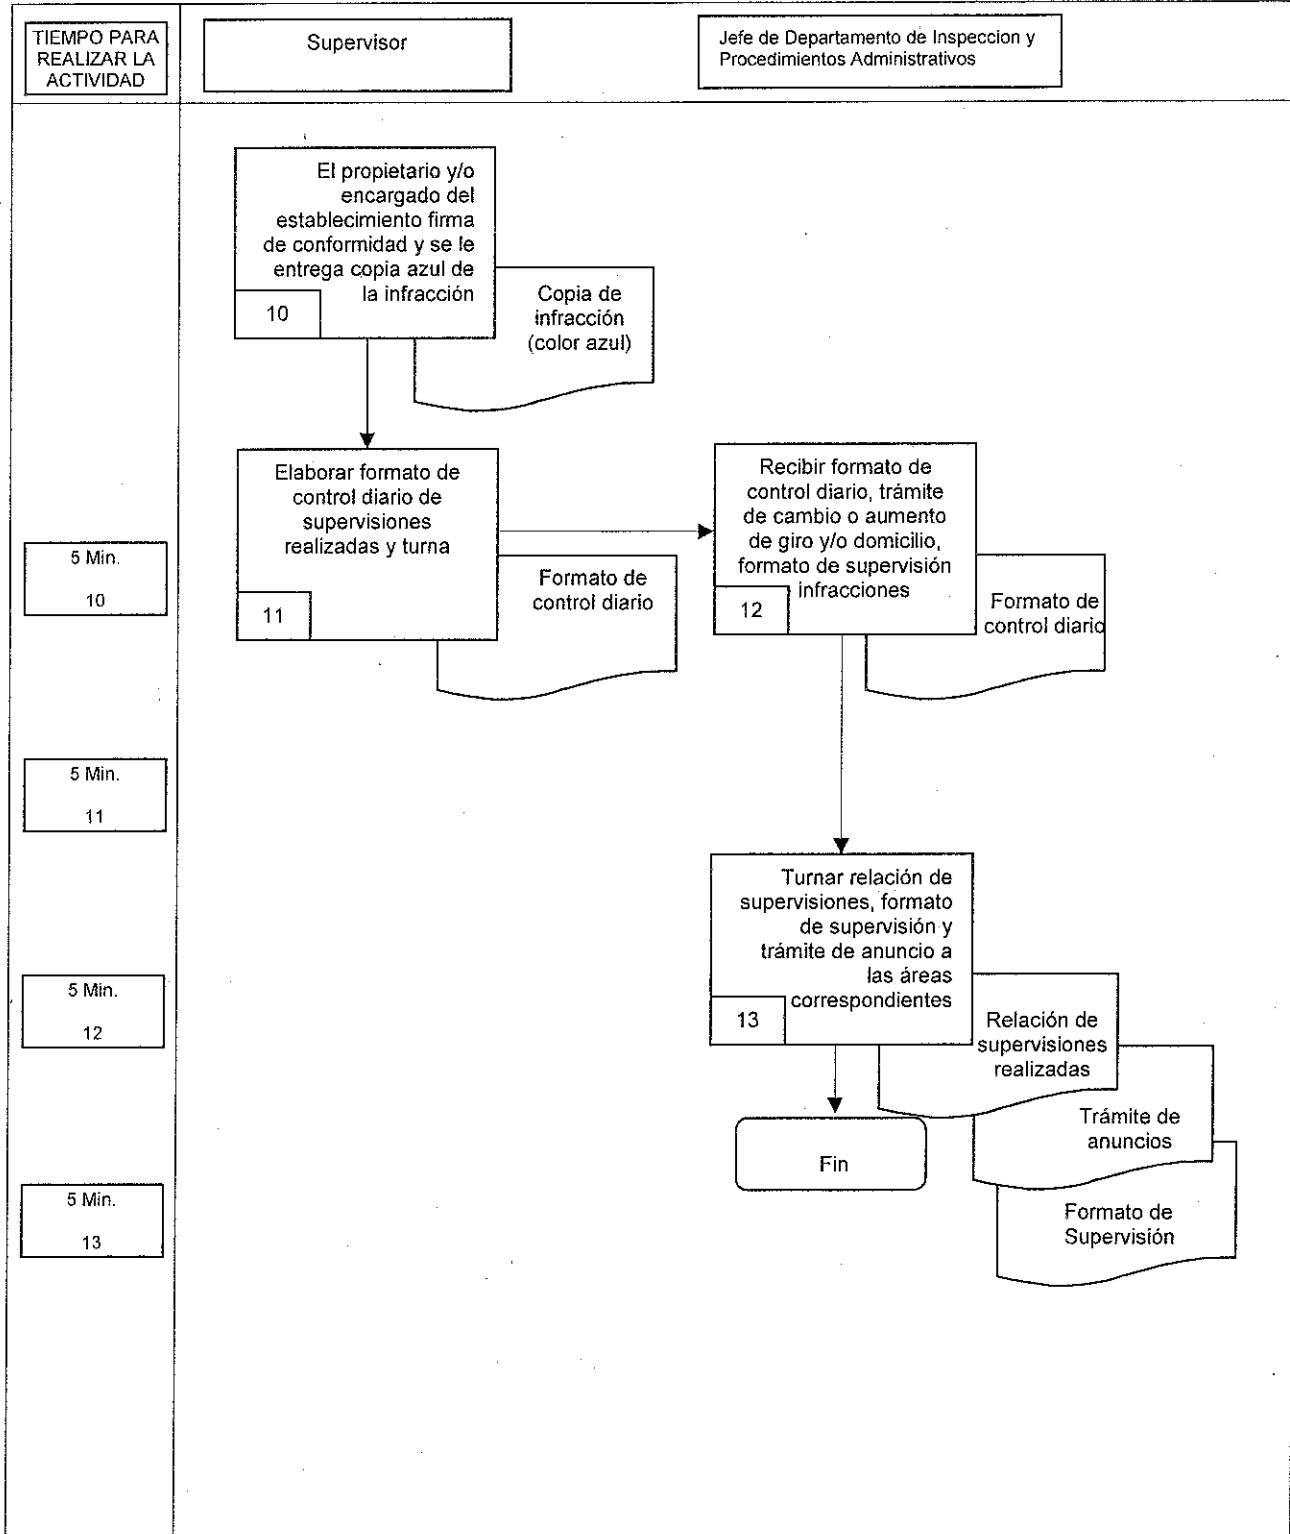 TIEMPO PARA
REALIZAR LA
ACTIVIDAD
Supervisor
Jefe de Departamento de Inspeccion y
Procedimientos Administrativos
El propietario y/o
encargado del
establecimiento firma
de conformidad y se le
entrega copia azul de
la infracción
10
Copia de
infracción
(color azul)
Elaborar formato de
control diario de
supervisiones
realizadas y turna
11
Formato de
control diario
Recibir formato de
control diario, trámite
de cambio o aumento
de giro y/o domicilio,
formato de supervisión
infracciones
12
Formato de
control diario
5 Min.
10
5 Min.
11
Turnar relación de
supervisiones, formato
de supervisión y
trámite de anuncio a
las áreas
correspondientes
13
Relación de
supervisiones
realizadas
Trámite de
anuncios
Formato de
Supervisión
5 Min.
12
Fin
5 Min.
13